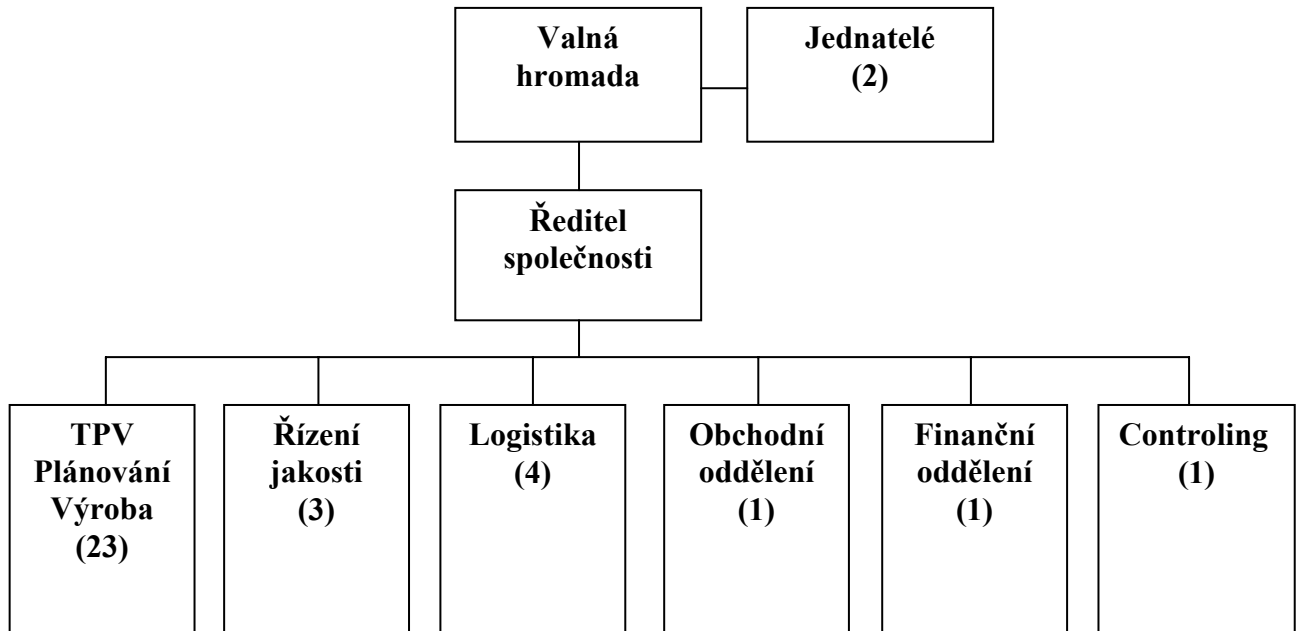 Valná
hromada
Jednatelé
(2)
Ředitel
společnosti
TPV
Plánování
Výroba
(23)
Řízení
jakosti
(3)
Logistika
(4)
Obchodní
oddělení
(1)
Finanční
oddělení
(1)
Controling
(1)